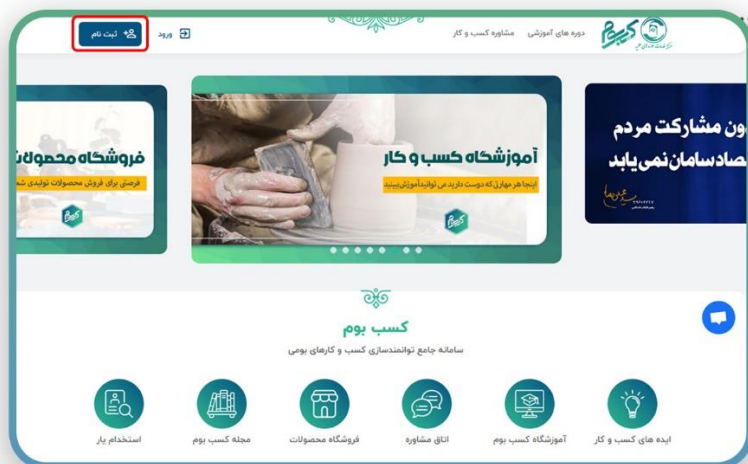 دوره های آموزشی
مشاوره کسب و کار
ورود
ثبت نام
ون مشارکت مردم
صاد سامان نمی یابد
آموزشگاه کسب و کار
اینجا هر مهارتی که دوست دارید می توانید آموزش ببینید
فروشگاه محصولات
فرصتی برای فروش محصولات تولیدی شم
کسب بوم
سامانه جامع توانمندسازی کسب و کارهای بومی
ایده های کسب و کار
آموزشگاه کسب بوم
اتاق مشاوره
فروشگاه محصولات
مجله کسب بوم
استخدام یار